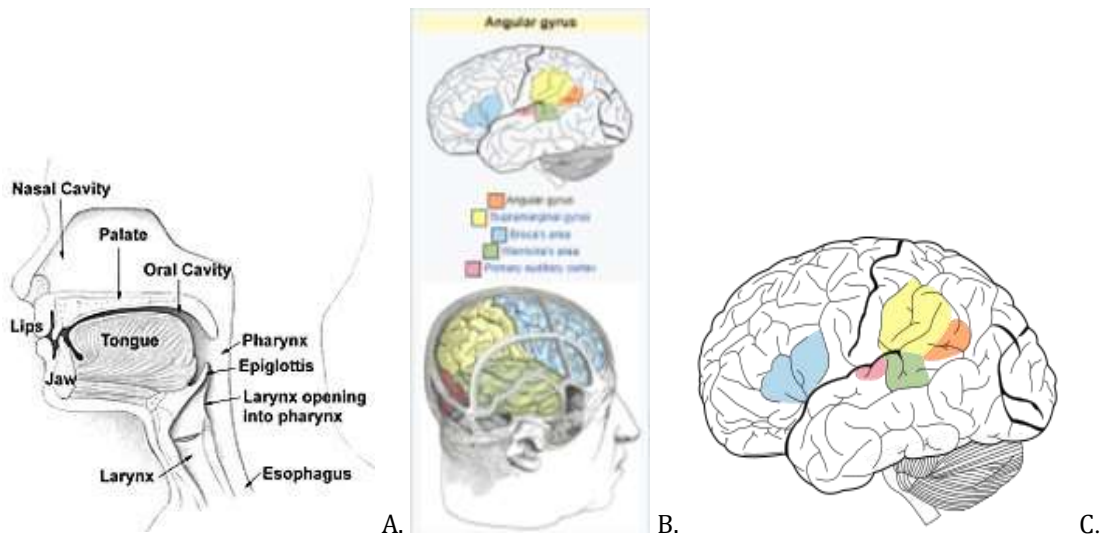 Angular gyrus
Nasal Cavity
Palate
Oral Cavity
Lips
Tongue
Pharynx
Epiglottis
Jaw
Larynx opening
into pharynx
Larynx
Esophagus
A.
Angular gyrus
Supramarginal gyrus
Broca's area
Wernicke's area
Primary auditory cortex
B.
C.